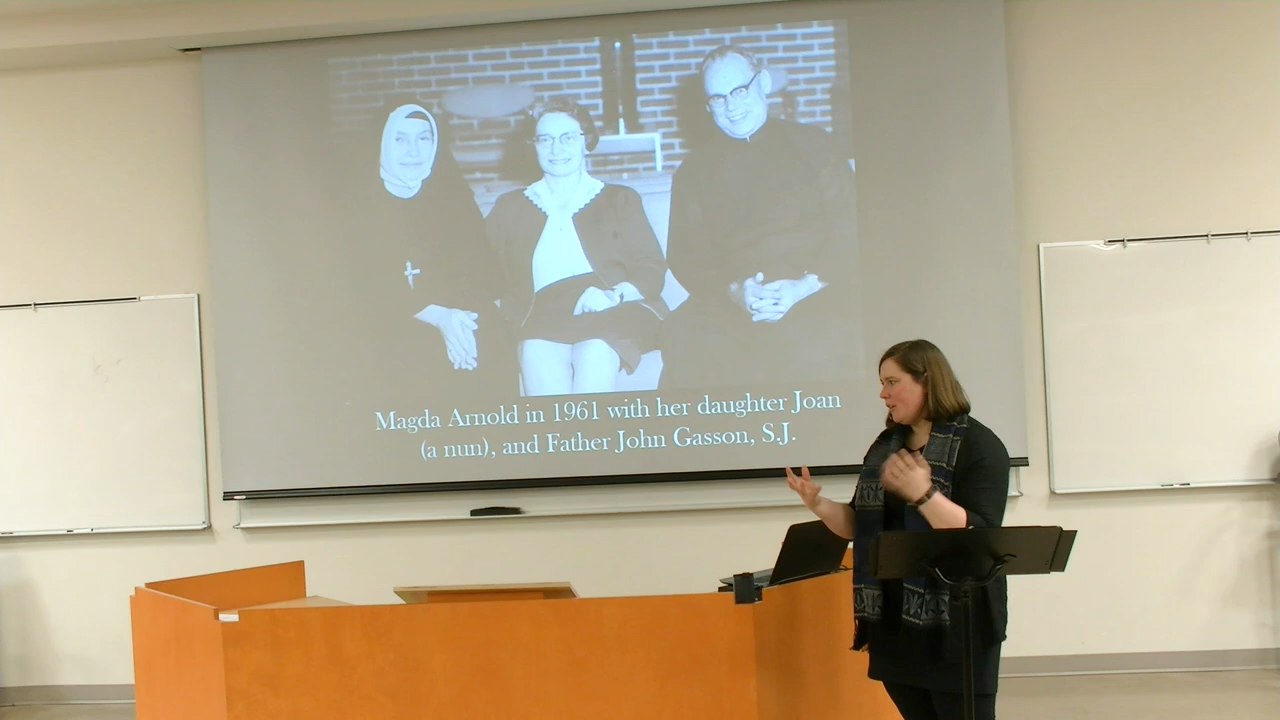 Magda Arnold in 1961 with her daughter Joan
(a nun), and Father John Gasson, S.J.